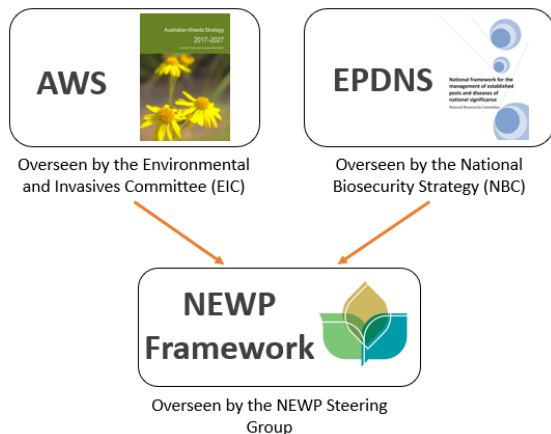 AWS
Australian Weeds Strategy
2017–2027
EPDNS
National framework for the
management of established
pests and diseases of
national significance
National Biosecurity Committee
Overseen by the Environmental
and Invasives Committee (EIC)
Overseen by the National
Biosecurity Strategy (NBC)
NEWP
Framework
Overseen by the NEWP Steering
Group